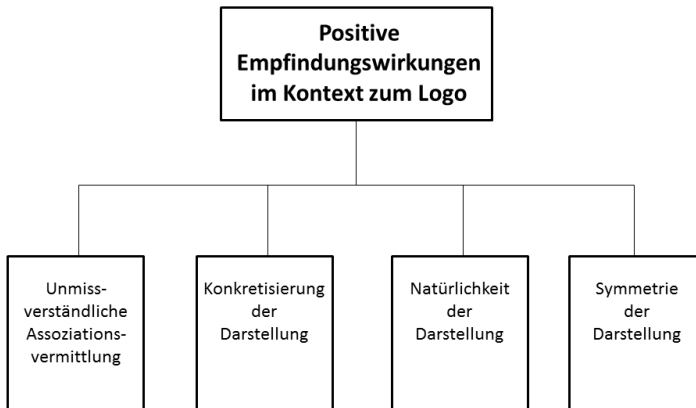 Positive
Empfindungswirkungen
im Kontext zum Logo
Unmiss-
verständliche
Assoziations-
vermittlung
Konkretisierung
der
Darstellung
Natürlichkeit
der
Darstellung
Symmetrie
der
Darstellung